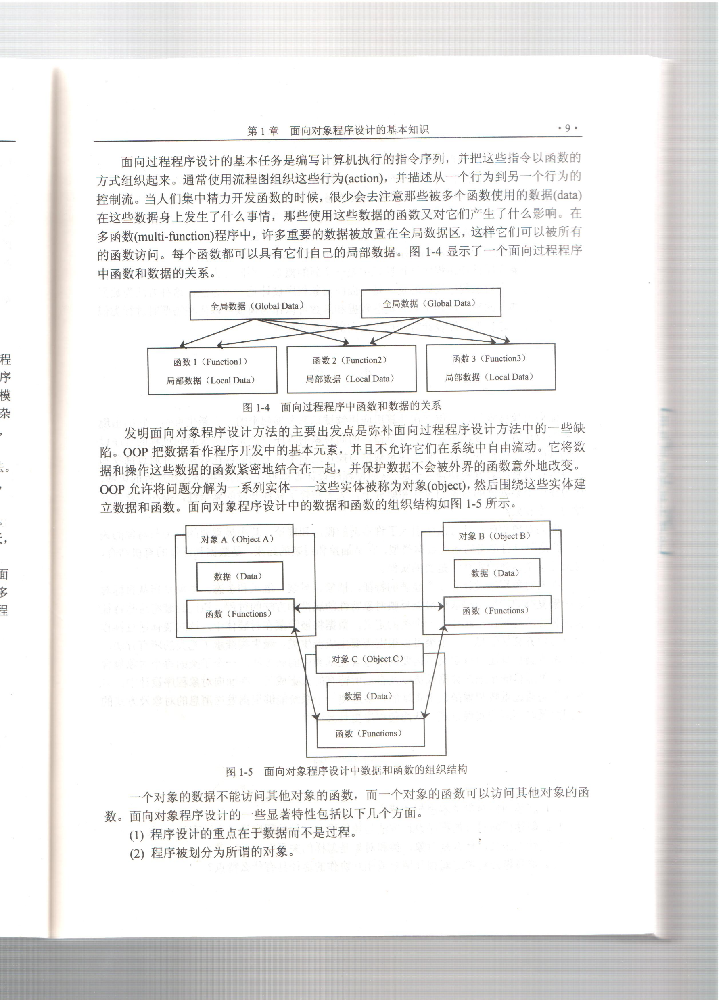 第 1 章　面向对象程序设计的基本知识
·9·
面向过程程序设计的基本任务是编写计算机执行的指令序列，并把这些指令以函数的
方式组织起来。通常使用流程图组织这些行为(action)，并描述从一个行为到另一个行为的
控制流。当人们集中精力开发函数的时候，很少会去注意那些被多个函数使用的数据(data)
在这些数据身上发生了什么事情，那些使用这些数据的函数又对它们产生了什么影响。在
多函数(multi-function)程序中，许多重要的数据被放置在全局数据区，这样它们可以被所有
的函数访问。每个函数都可以具有它们自己的局部数据。图 1-4 显示了一个面向过程程序
中函数和数据的关系。
全局数据（Global Data）
全局数据（Global Data）
函数 1（Function1）
局部数据（Local Data）
函数 2（Function2）
局部数据（Local Data）
函数 3（Function3）
局部数据（Local Data）
图 1-4　面向过程程序中函数和数据的关系
发明面向对象程序设计方法的主要出发点是弥补面向过程程序设计方法中的一些缺
陷。OOP 把数据看作程序开发中的基本元素，并且不允许它们在系统中自由流动。它将数
据和操作这些数据的函数紧密地结合在一起，并保护数据不会被外界的函数意外地改变。
OOP 允许将问题分解为一系列实体——这些实体被称为对象(object)，然后围绕这些实体建
立数据和函数。面向对象程序设计中的数据和函数的组织结构如图 1-5 所示。
对象 A（Object A）
数据（Data）
函数（Functions）
对象 B（Object B）
数据（Data）
函数（Functions）
对象 C（Object C）
数据（Data）
函数（Functions）
图 1-5　面向对象程序设计中数据和函数的组织结构
一个对象的数据不能访问其他对象的函数，而一个对象的函数可以访问其他对象的函
数。面向对象程序设计的一些显著特性包括以下几个方面。
(1) 程序设计的重点在于数据而不是过程。
(2) 程序被划分为所谓的对象。
程
序
模
杂
，
法。
，
。
，
面
多
程